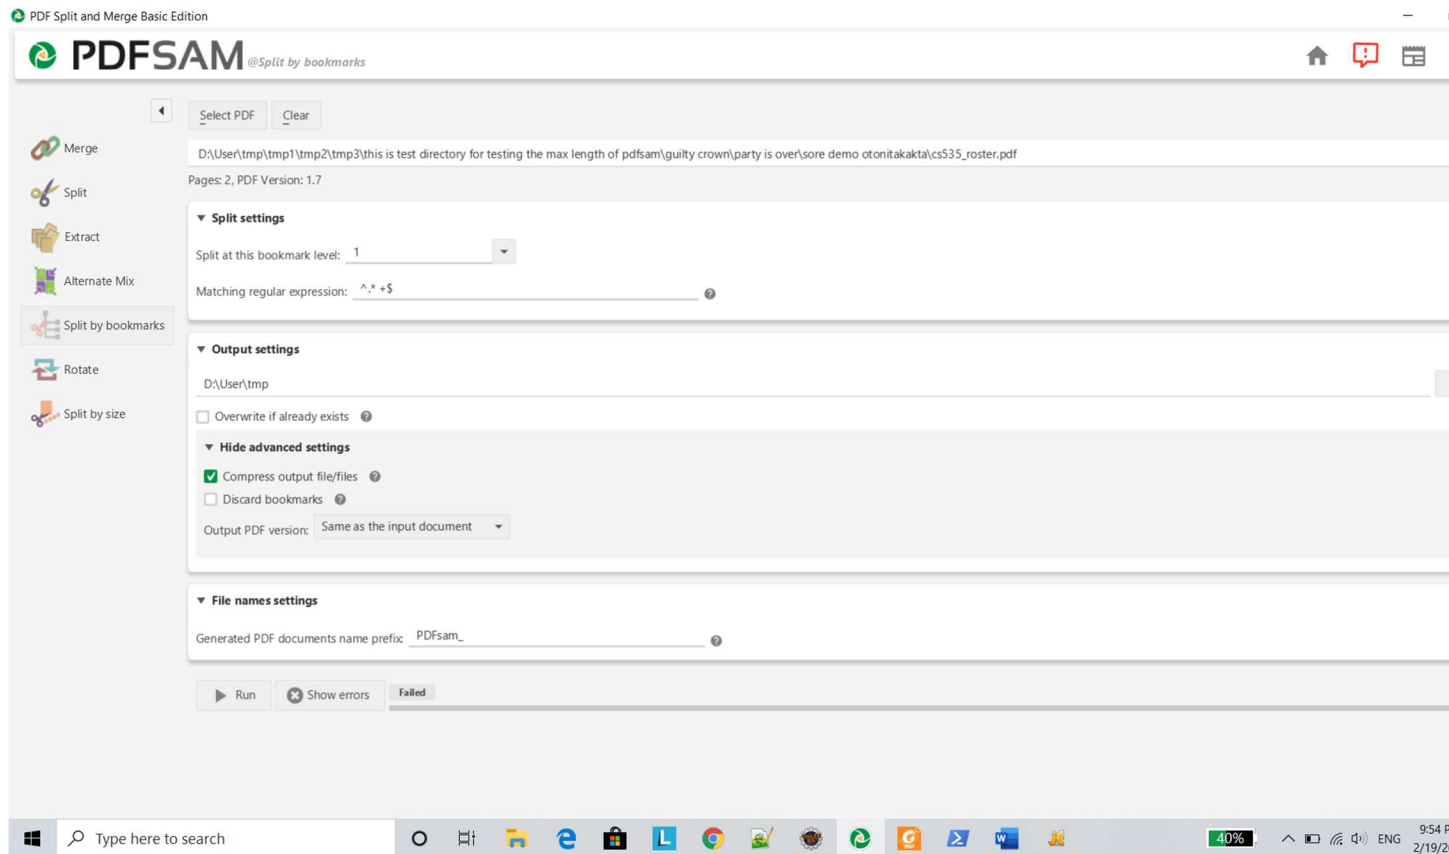 PDF Split and Merge Basic Edition
PDFSAM @Split by bookmarks
Select PDF Clear
Merge
D:\User\tmp\tmp1\tmp2\tmp3\this is test directory for testing the max length of pdfsam\guilty crown\party is over\sore demo otonitakakta\cs535_roster.pdf
Pages: 2, PDF Version: 1.7
Split
Split settings
Extract
Split at this bookmark level: 1
Alternate Mix
Matching regular expression: ^.* +$
Split by bookmarks
Output settings
Rotate
D:\User\tmp
Split by size
Overwrite if already exists
Hide advanced settings
Compress output file/files
Discard bookmarks
Output PDF version: Same as the input document
File names settings
Generated PDF documents name prefix: PDFsam_
Run Show errors Failed
Type here to search
40% ENG
9:54 P
2/19/2